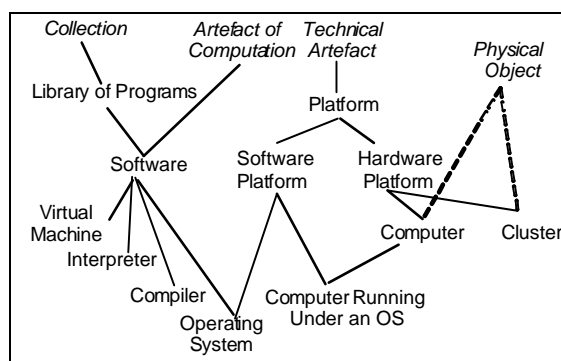 Collection
Artefact of
Computation
Technical
Artefact
Physical
Object
Library of Programs
Platform
Software
Software
Platform
Hardware
Platform
Virtual
Machine
Interpreter
Compiler
Operating
System
Computer Running
Under an OS
Computer
Cluster